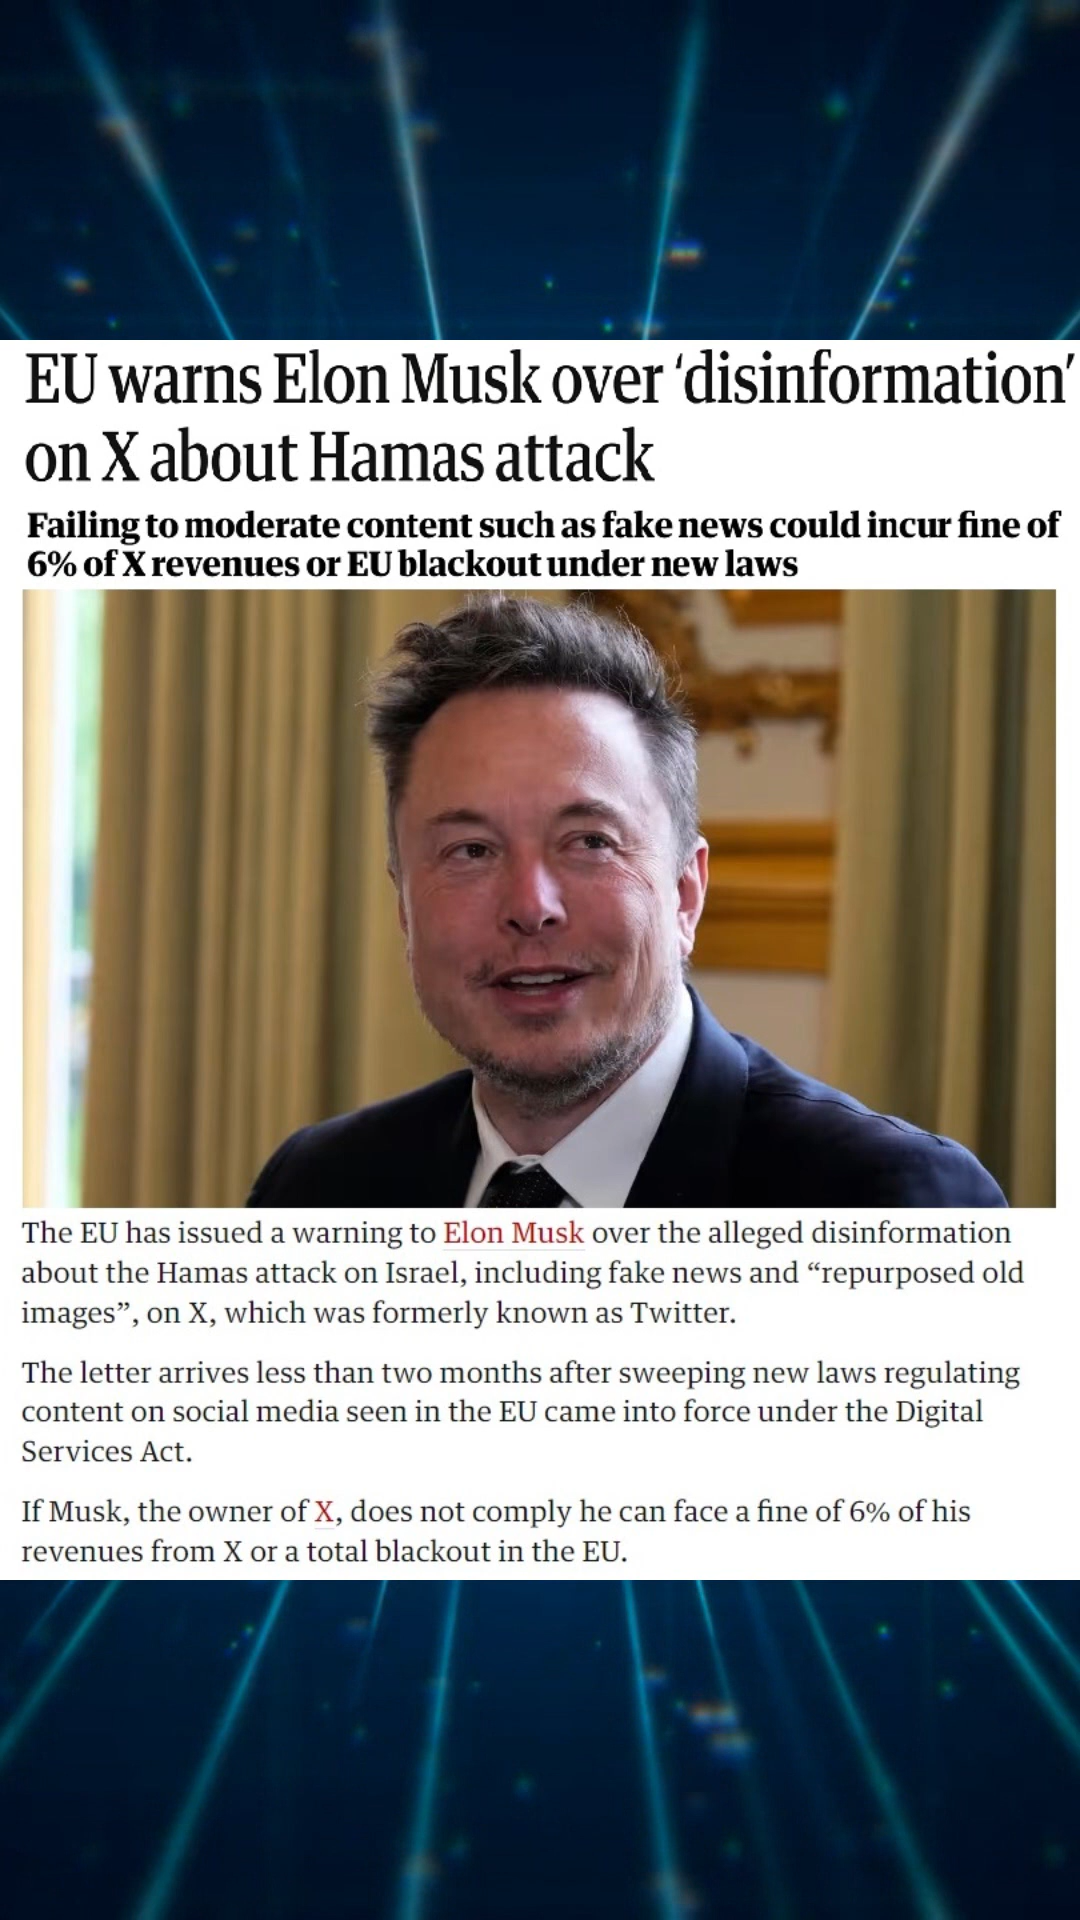 EU warns Elon Musk over ‘disinformation’
on X about Hamas attack
Failing to moderate content such as fake news could incur fine of
6% of X revenues or EU blackout under new laws
The EU has issued a warning to Elon Musk over the alleged disinformation
about the Hamas attack on Israel, including fake news and “repurposed old
images”, on X, which was formerly known as Twitter.
The letter arrives less than two months after sweeping new laws regulating
content on social media seen in the EU came into force under the Digital
Services Act.
If Musk, the owner of X, does not comply he can face a fine of 6% of his
revenues from X or a total blackout in the EU.